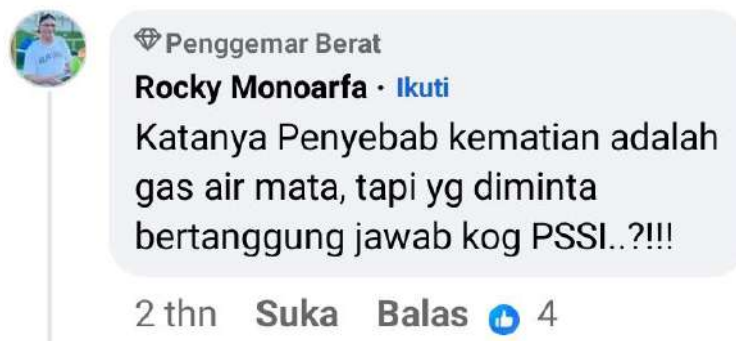 Penggemar Berat
Rocky Monoarfa · Ikuti
Katanya Penyebab kematian adalah
gas air mata, tapi yg diminta
bertanggung jawab kog PSSI..?!!!
2 thn Suka Balas 4